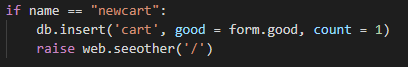 if name == "newcart":
    db.insert('cart', good = form.good, count = 1)
    raise web.seeother('/')